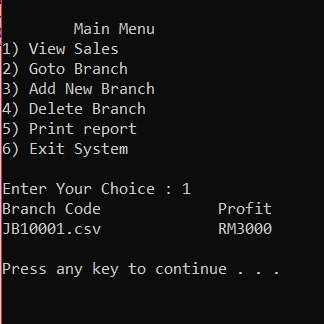 Main Menu
1) View Sales
2) Goto Branch
3) Add New Branch
4) Delete Branch
5) Print report
6) Exit System
Enter Your Choice : 1
Branch Code Profit
JB10001.csv RM3000
Press any key to continue . . .